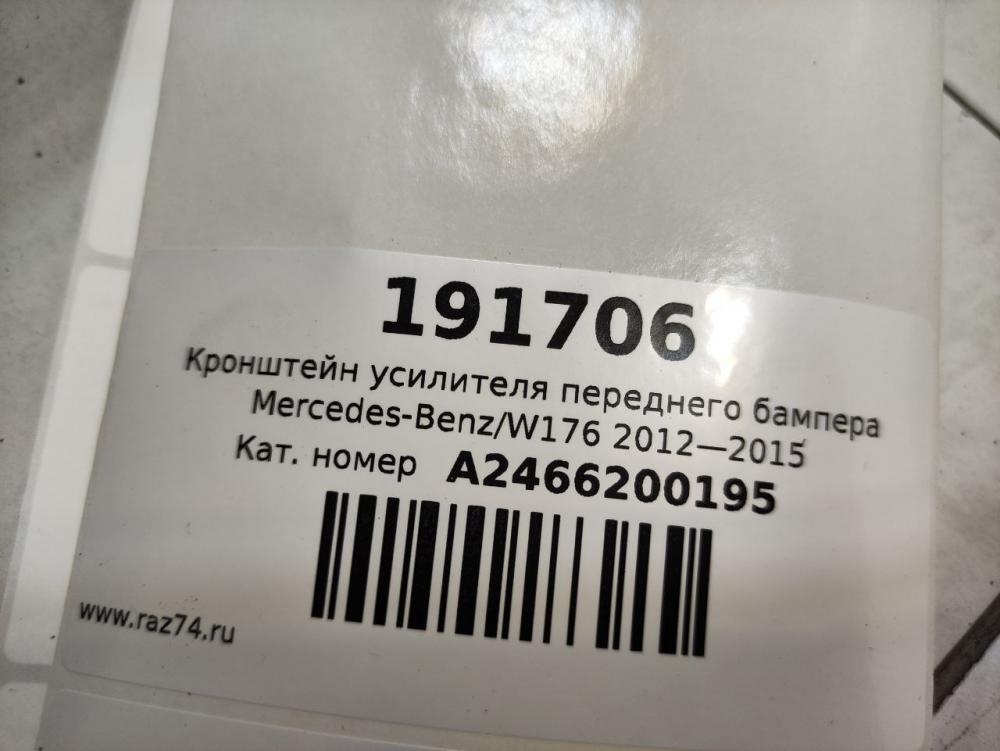 191706
Кронштейн усилителя переднего бампера
Mercedes-Benz/W176 2012—2015
Кат. номер A2466200195
www.raz74.ru